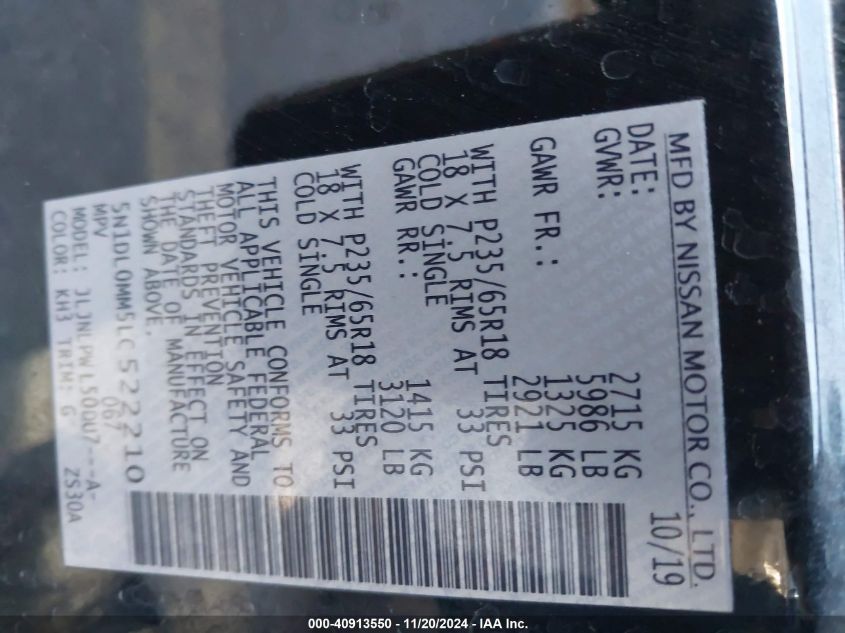 MFD BY NISSAN MOTOR CO., LTD.
DATE: 10/19
GVWR: 2715 KG
5986 LB
GAWR FR.: 1325 KG
2921 LB
WITH P235/65R18 TIRES
18 X 7.5 RIMS AT 33 PSI
COLD SINGLE
GAWR RR.: 1415 KG
3120 LB
WITH P235/65R18 TIRES
18 X 7.5 RIMS AT 33 PSI
COLD SINGLE
THIS VEHICLE CONFORMS TO
ALL APPLICABLE FEDERAL
MOTOR VEHICLE SAFETY AND
THEFT PREVENTION
STANDARDS IN EFFECT ON
THE DATE OF MANUFACTURE
SHOWN ABOVE.
5N1DL0MM5LC522210
MPV 067
MODEL: JLJNLPWL50DU7---A-
COLOR: KH3 TRIM: G ZS30A
000-40913550 - 11/20/2024 - IAA Inc.